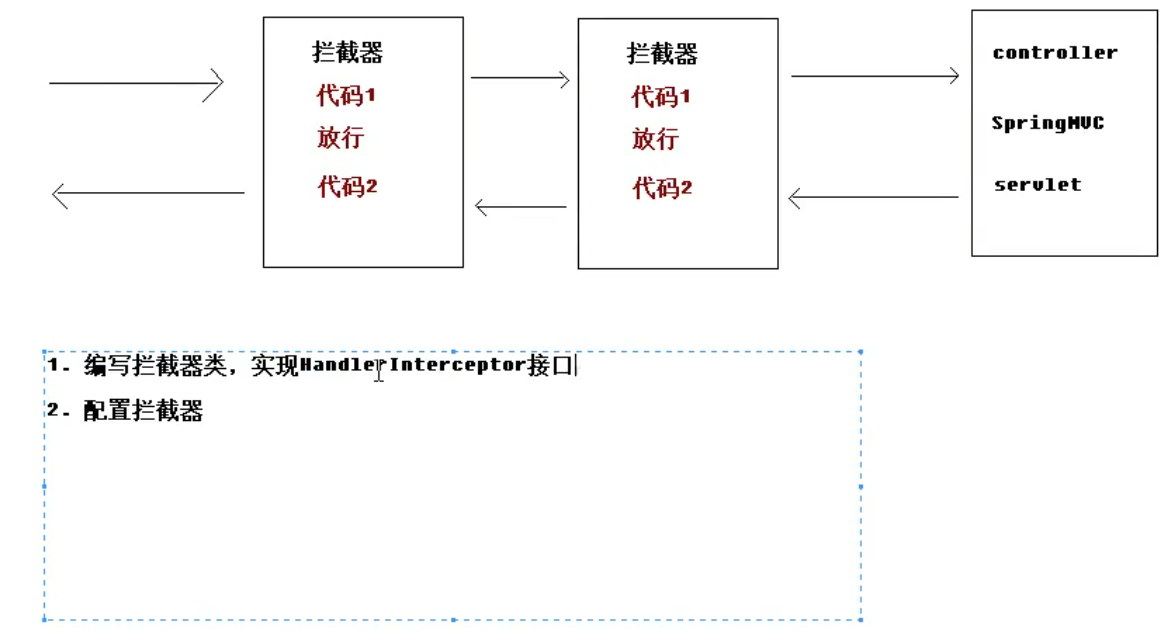 拦截器
代码1
放行
代码2
拦截器
代码1
放行
代码2
controller
SpringMVC
servlet
1. 编写拦截器类，实现HandlerInterceptor接口
2. 配置拦截器